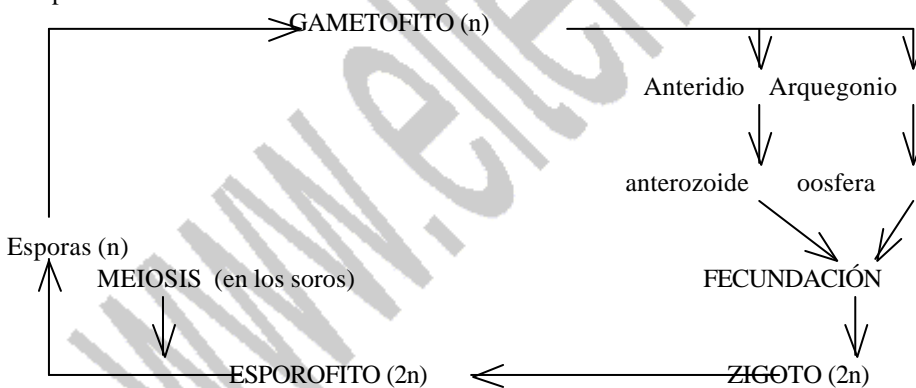 GAMETOFITO (n)
Anteridio Arquegonio
anterozoide oosfera
Esporas (n)
MEIOSIS (en los soros) FECUNDACIÓN
ESPOROFITO (2n) ZIGOTO (2n)